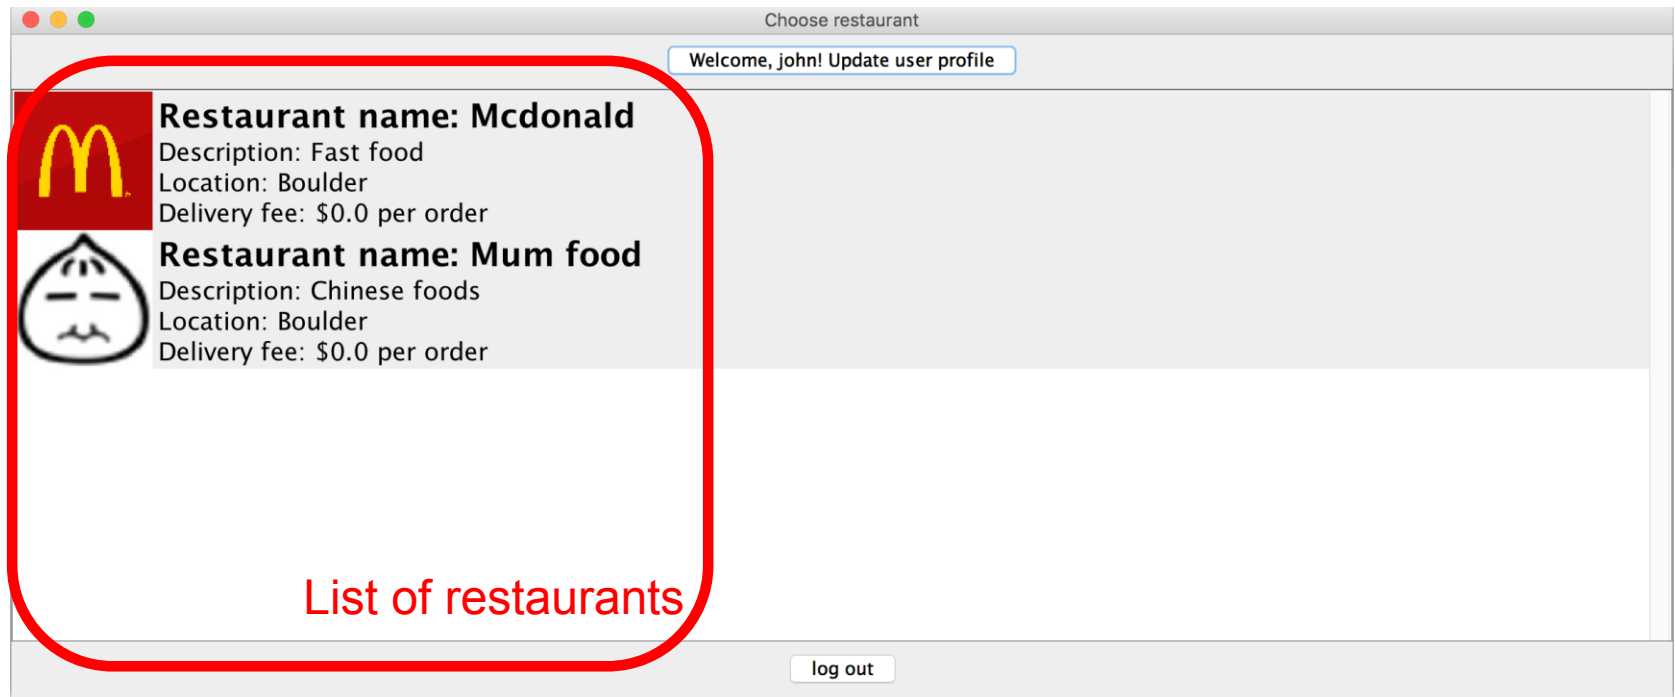 Choose restaurant
Welcome, john! Update user profile
Restaurant name: Mcdonald
Description: Fast food
Location: Boulder
Delivery fee: $0.0 per order
Restaurant name: Mum food
Description: Chinese foods
Location: Boulder
Delivery fee: $0.0 per order
List of restaurants
log out